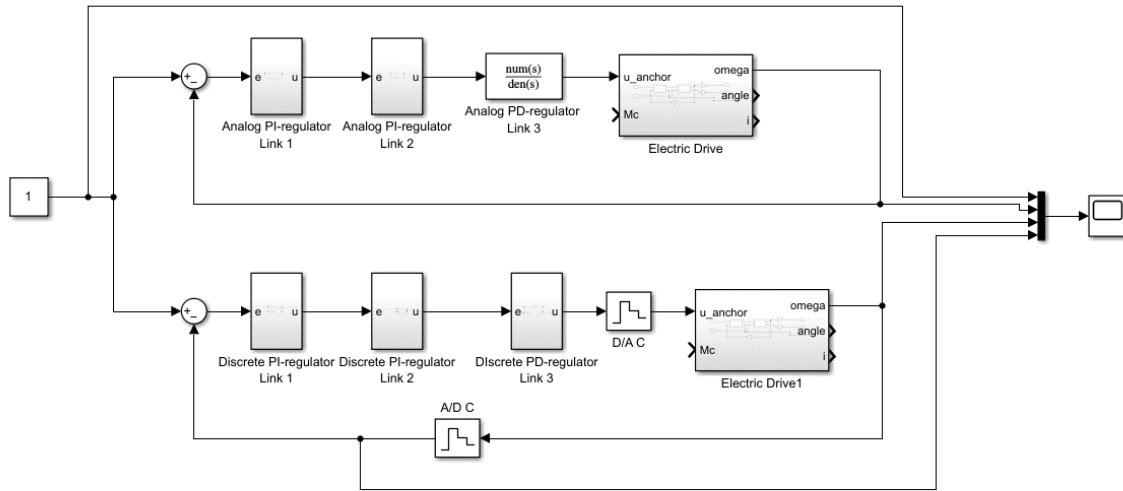 +
−
e
u
e
u
num(s)
den(s)
u_anchor
omega
angle
Mc
i
Analog PI-regulator
Link 1
Analog PI-regulator
Link 2
Analog PD-regulator
Link 3
Electric Drive
1
+
−
e
u
e
u
e
u
u_anchor
omega
angle
Mc
i
Discrete PI-regulator
Link 1
Discrete PI-regulator
Link 2
DIscrete PD-regulator
Link 3
D/A C
Electric Drive1
A/D C